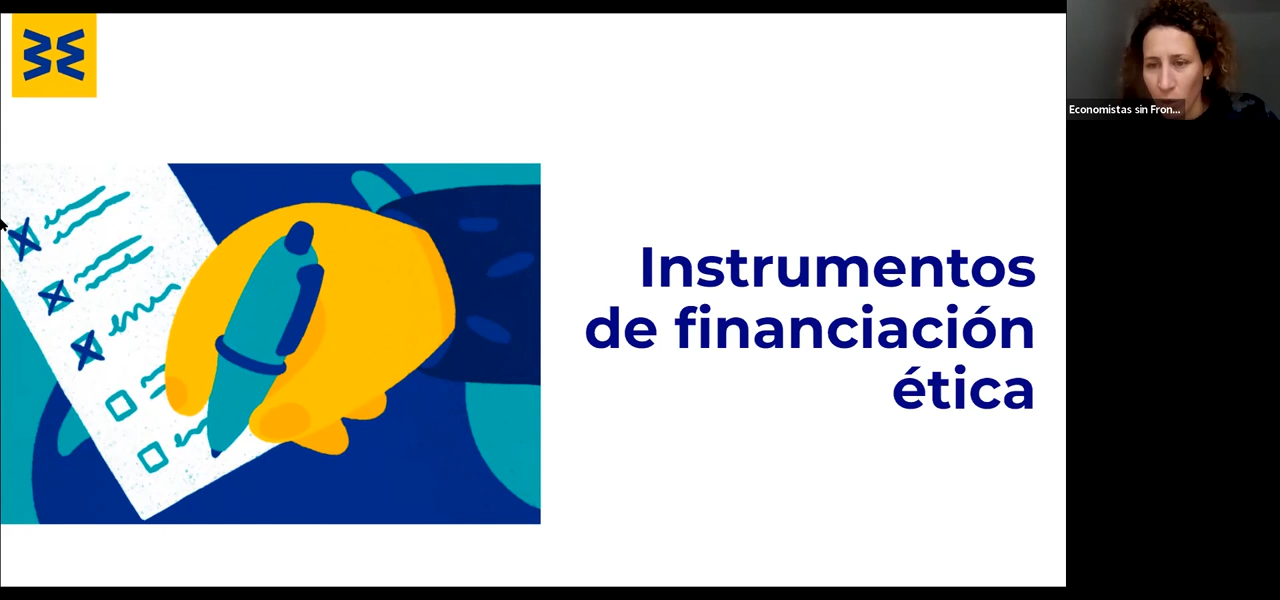 Economistas sin Fron...
Instrumentos
de financiación
ética